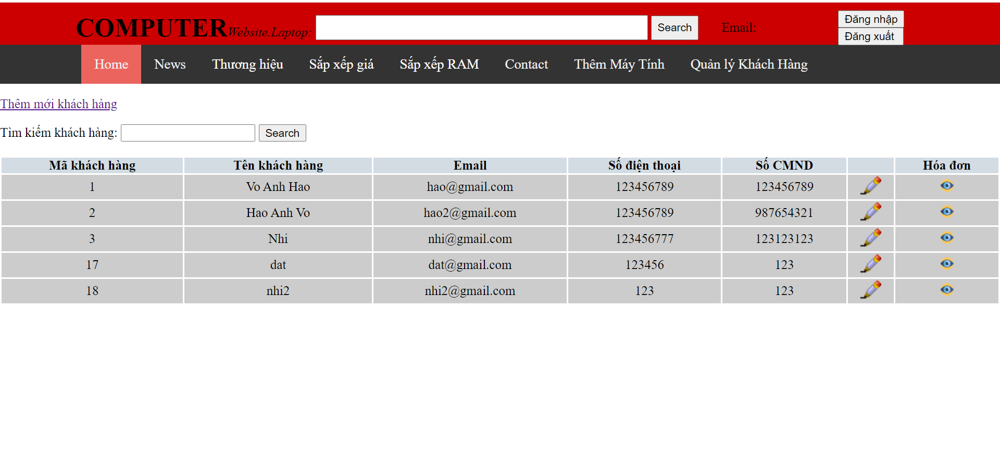 COMPUTER Website.Laptop: Search Email: Đăng nhập
Đăng xuất
Home News Thương hiệu Sắp xếp giá Sắp xếp RAM Contact Thêm Máy Tính Quản lý Khách Hàng
Thêm mới khách hàng
Tìm kiếm khách hàng: Search
Mã khách hàng Tên khách hàng Email Số điện thoại Số CMND Hóa đơn
1 Vo Anh Hao hao@gmail.com 123456789 123456789
2 Hao Anh Vo hao2@gmail.com 123456789 987654321
3 Nhi nhi@gmail.com 123456777 123123123
17 dat dat@gmail.com 123456 123
18 nhi2 nhi2@gmail.com 123 123